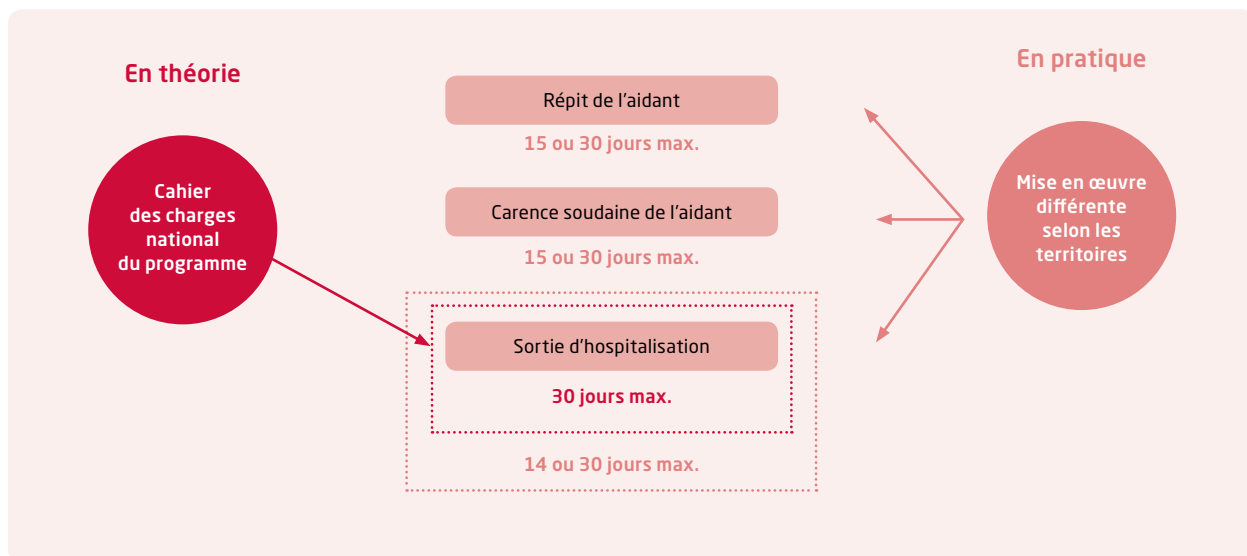 En théorie
Cahier
des charges
national
du programme
Répit de l'aidant
15 ou 30 jours max.
Carence soudaine de l'aidant
15 ou 30 jours max.
Sortie d'hospitalisation
30 jours max.
14 ou 30 jours max.
En pratique
Mise en œuvre
différente
selon les
territoires